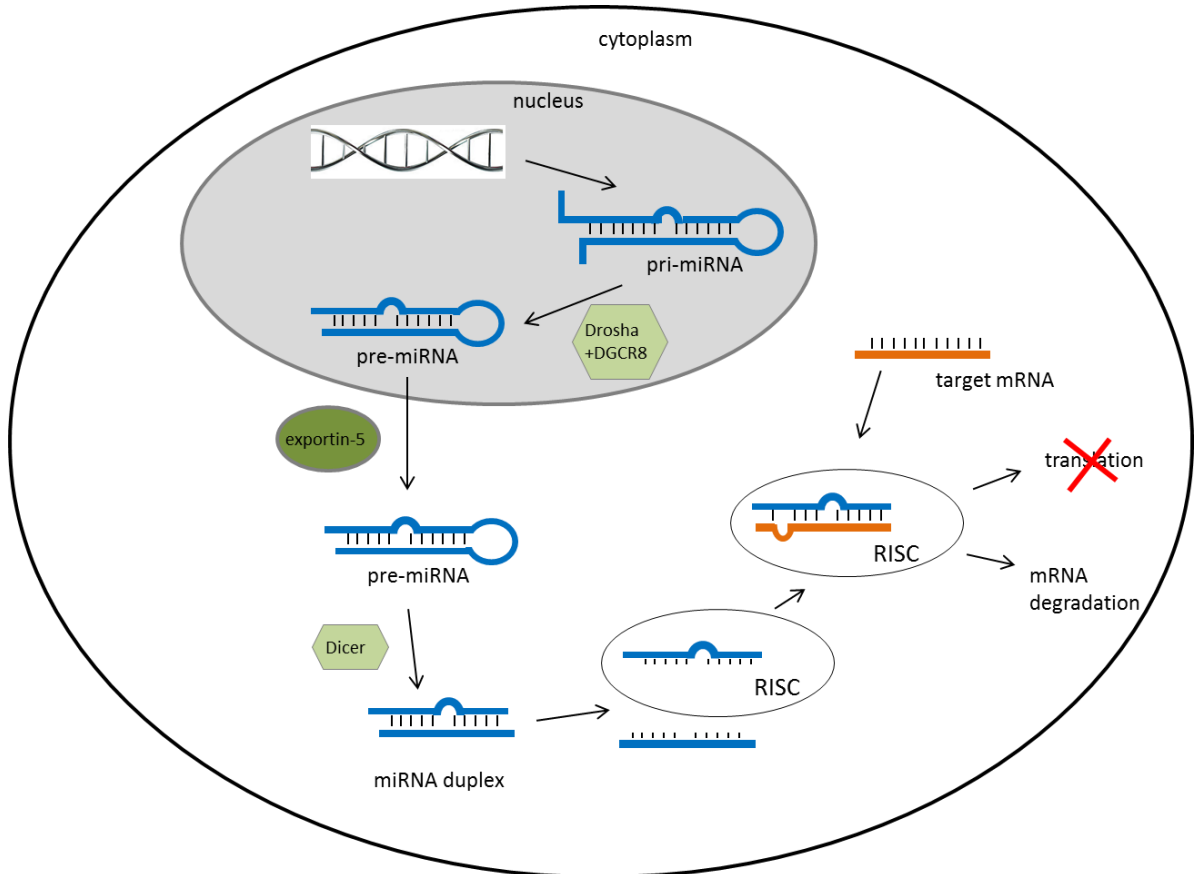 cytoplasm
nucleus
pri-miRNA
Drosha
+DGCR8
pre-miRNA
target mRNA
exportin-5
translation
RISC
pre-miRNA
mRNA
degradation
Dicer
RISC
miRNA duplex